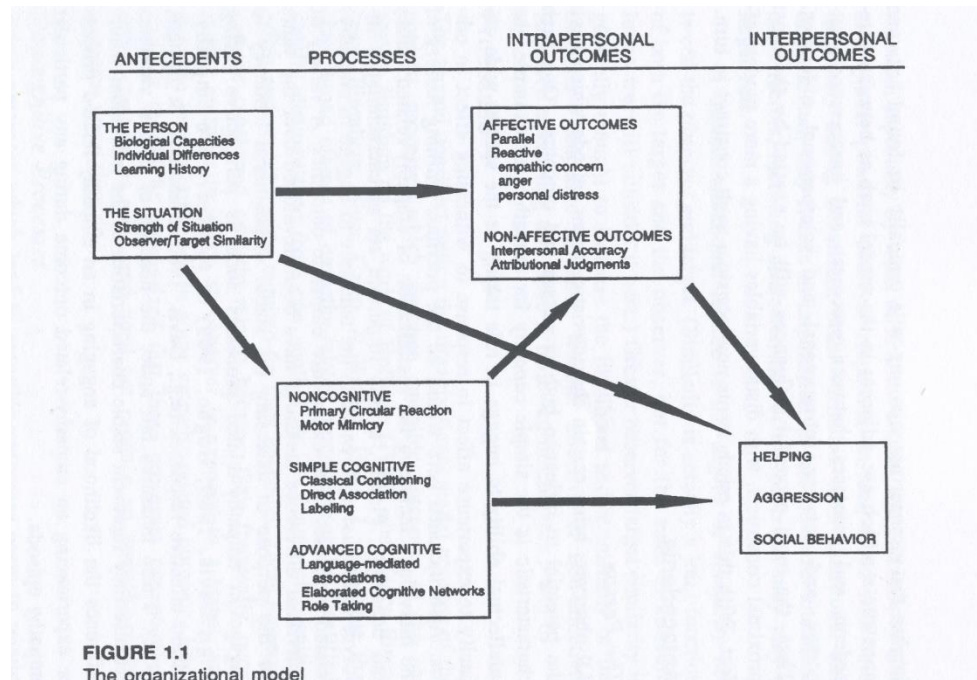 ANTECEDENTS
PROCESSES
INTRAPERSONAL
OUTCOMES
INTERPERSONAL
OUTCOMES
THE PERSON
Biological Capacities
Individual Differences
Learning History
THE SITUATION
Strength of Situation
Observer/Target Similarity
AFFECTIVE OUTCOMES
Parallel
Reactive
empathic concern
anger
personal distress
NON-AFFECTIVE OUTCOMES
Interpersonal Accuracy
Attributional Judgments
NONCOGNITIVE
Primary Circular Reaction
Motor Mimicry
SIMPLE COGNITIVE
Classical Conditioning
Direct Association
Labelling
ADVANCED COGNITIVE
Language-mediated
associations
Elaborated Cognitive Networks
Role Taking
HELPING
AGGRESSION
SOCIAL BEHAVIOR
FIGURE 1.1
The organizational model